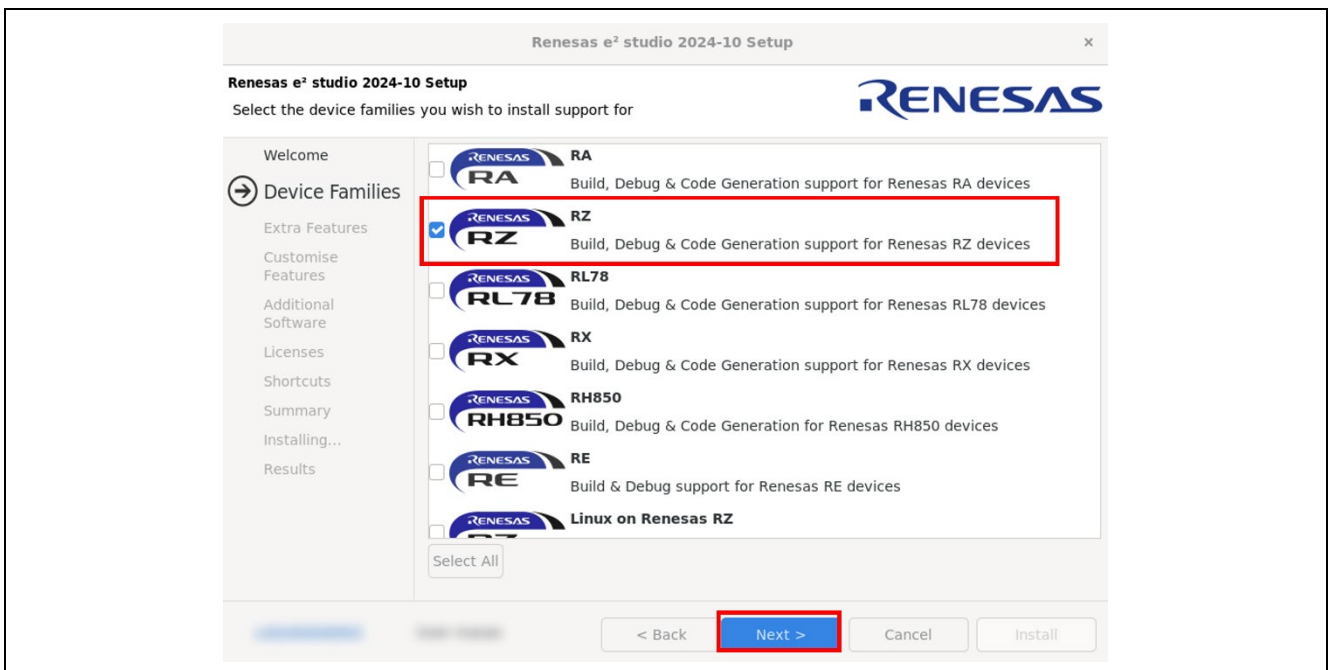 Renesas e² studio 2024-10 Setup
×
Renesas e² studio 2024-10 Setup
Select the device families you wish to install support for
RENESAS
Welcome
Device Families
Extra Features
Customise
Features
Additional
Software
Licenses
Shortcuts
Summary
Installing...
Results
RENESAS
RA
RA
Build, Debug & Code Generation support for Renesas RA devices
RENESAS
RZ
RZ
Build, Debug & Code Generation support for Renesas RZ devices
RENESAS
RL78
RL78
Build, Debug & Code Generation support for Renesas RL78 devices
RENESAS
RX
RX
Build, Debug & Code Generation support for Renesas RX devices
RENESAS
RH850
RH850
Build, Debug & Code Generation for Renesas RH850 devices
RENESAS
RE
RE
Build & Debug support for Renesas RE devices
RENESAS
Linux on Renesas RZ
Select All
< Back
Next >
Cancel
Install